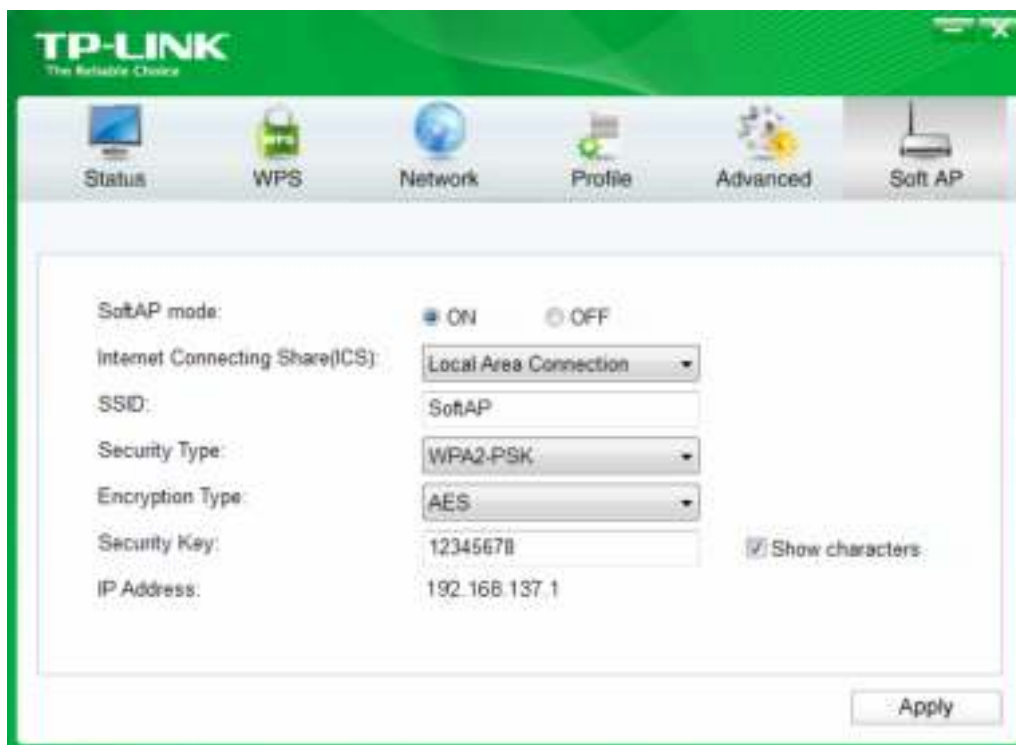 TP-LINK
The Reliable Choice
Status WPS Network Profile Advanced Soft AP
SoftAP mode: ON OFF
Internet Connecting Share(ICS): Local Area Connection
SSID: SoftAP
Security Type: WPA2-PSK
Encryption Type: AES
Security Key: 12345678 Show characters
IP Address: 192.168.137.1
Apply